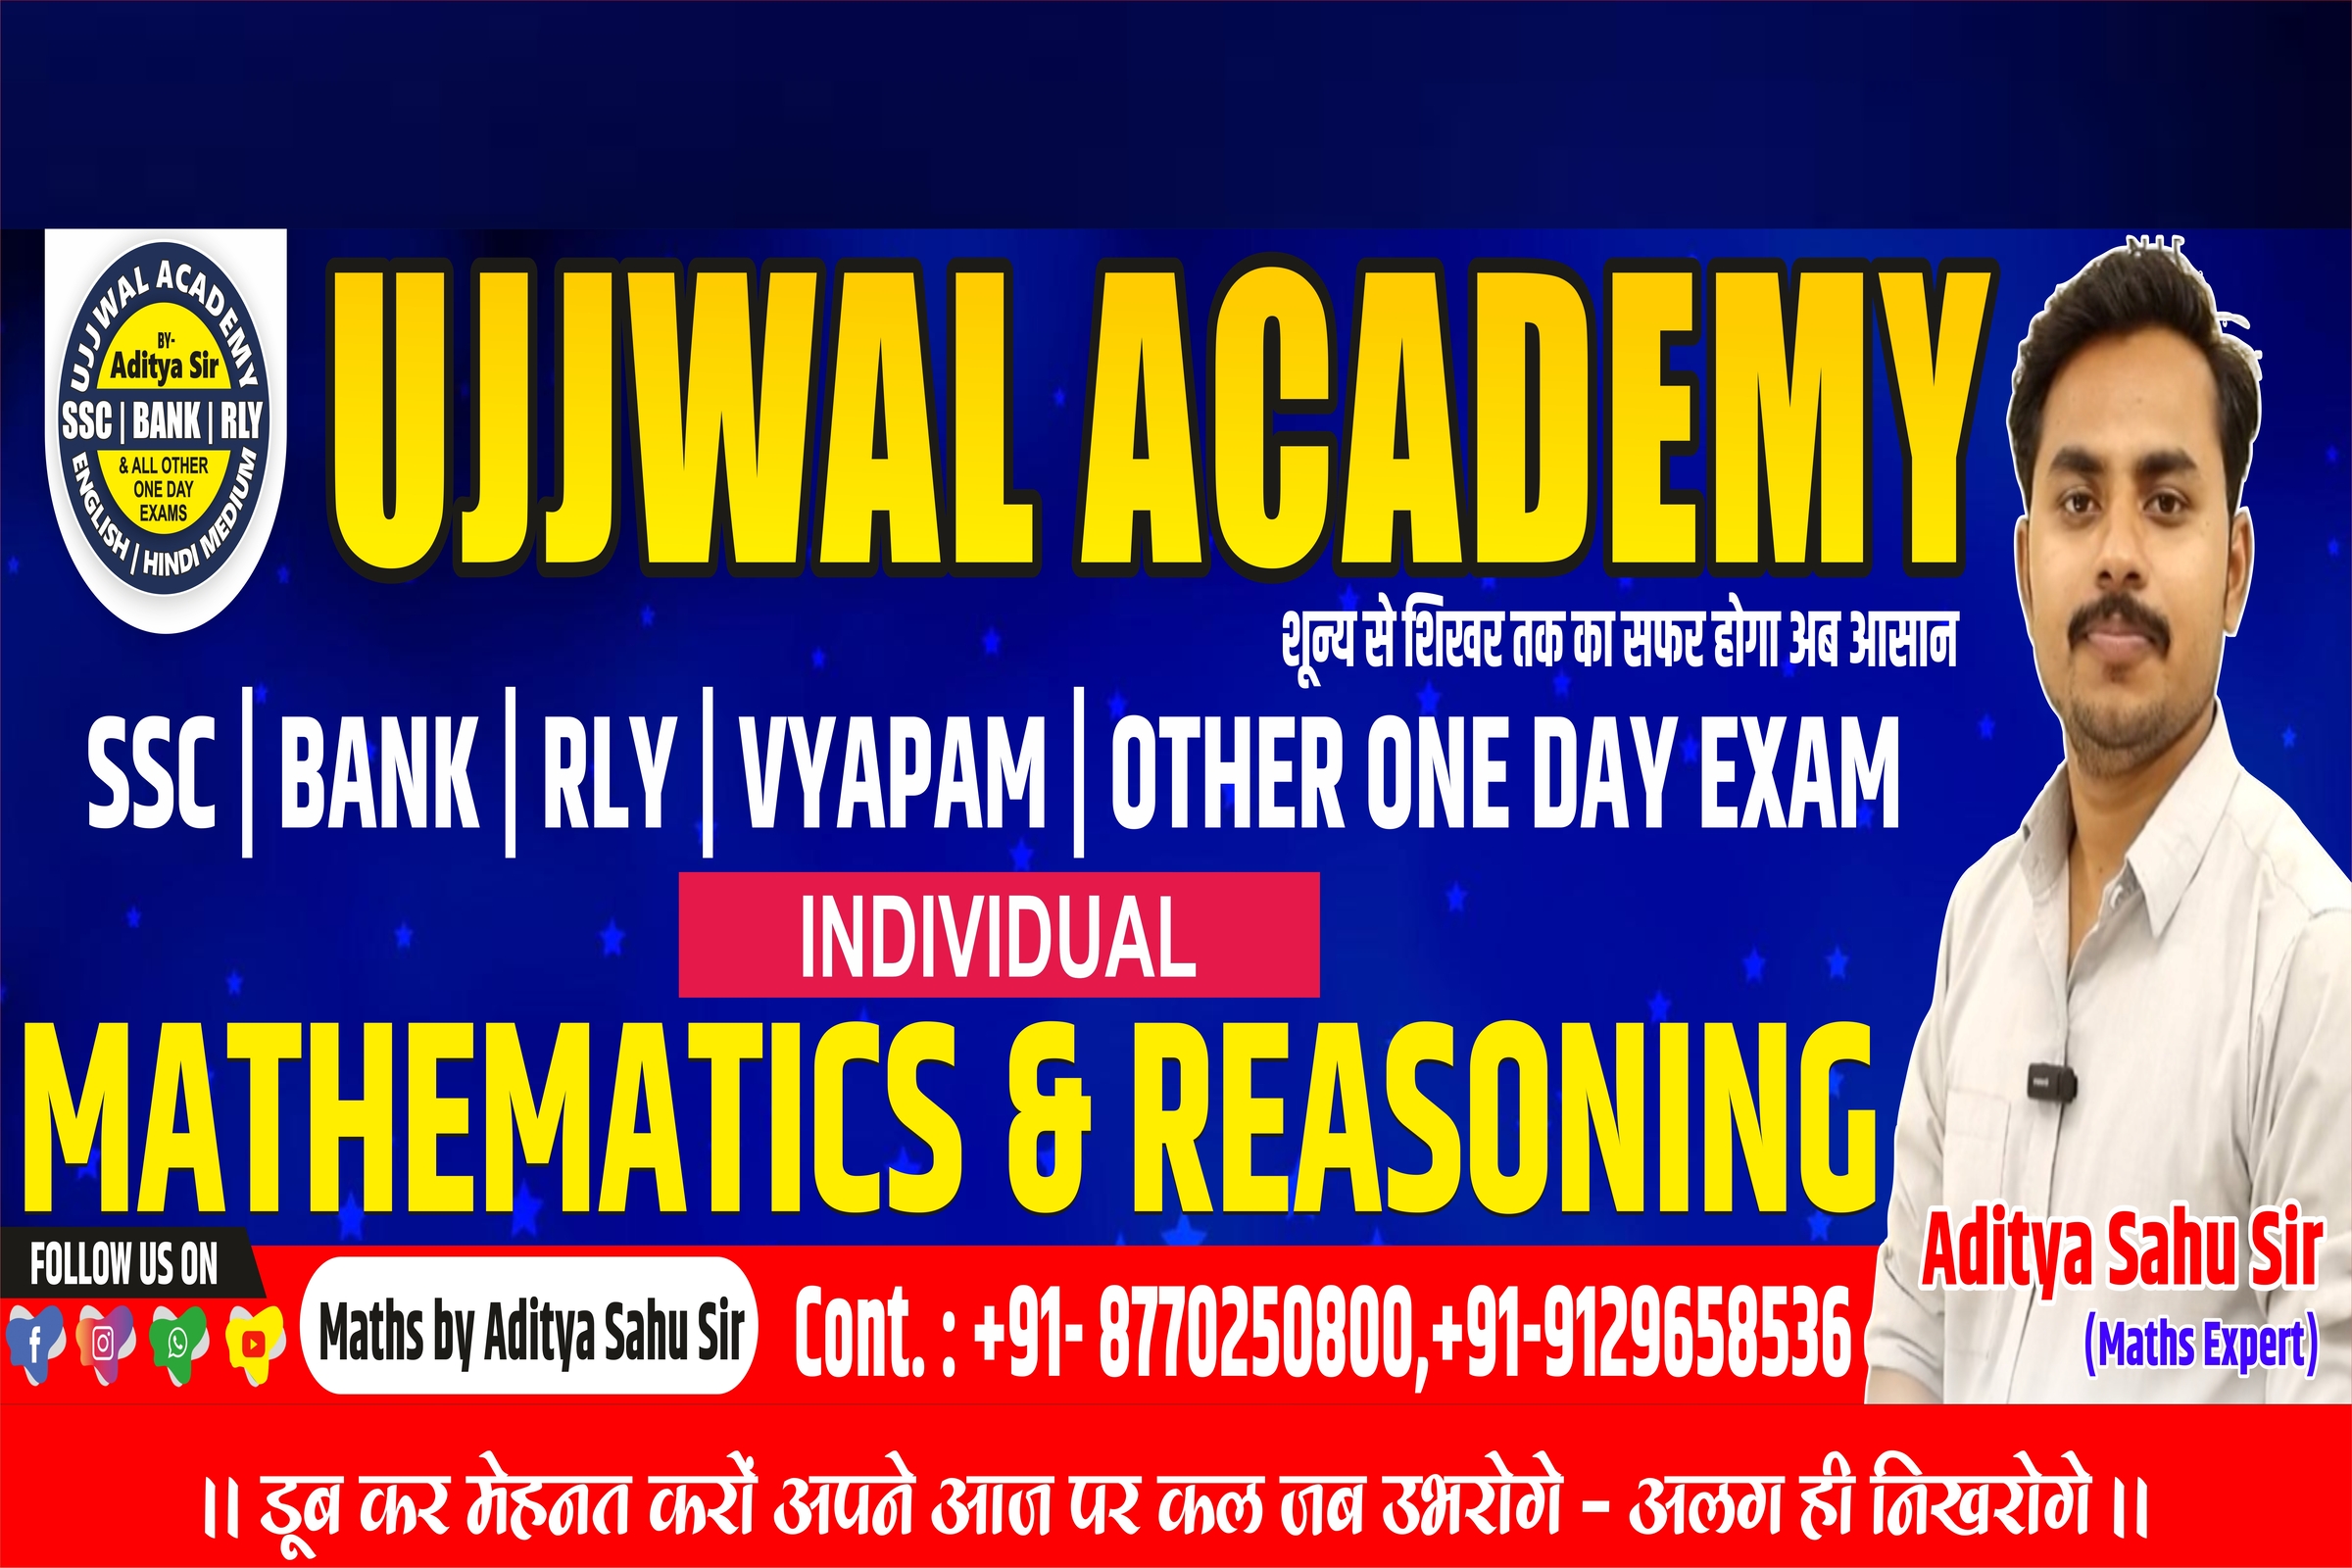 UJJWAL ACADEMY
BY-
Aditya Sir
SSC | BANK | RLY
& ALL OTHER
ONE DAY
EXAMS
ENGLISH | HINDI MEDIUM
UJJWAL ACADEMY
शून्य से शिखर तक का सफर होगा अब आसान
SSC | BANK | RLY | VYAPAM | OTHER ONE DAY EXAM
INDIVIDUAL
MATHEMATICS & REASONING
Aditya Sahu Sir
(Maths Expert)
FOLLOW US ON
Maths by Aditya Sahu Sir
Cont. : +91- 8770250800,+91-9129658536
|| डूब कर मेहनत करों अपने आज पर कल जब उभरोगे - अलग ही निखरोगे ||